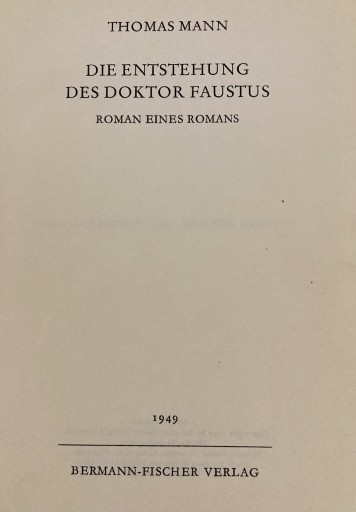 THOMAS MANN
DIE ENTSTEHUNG
DES DOKTOR FAUSTUS
ROMAN EINES ROMANS
1949
BERMANN-FISCHER VERLAG